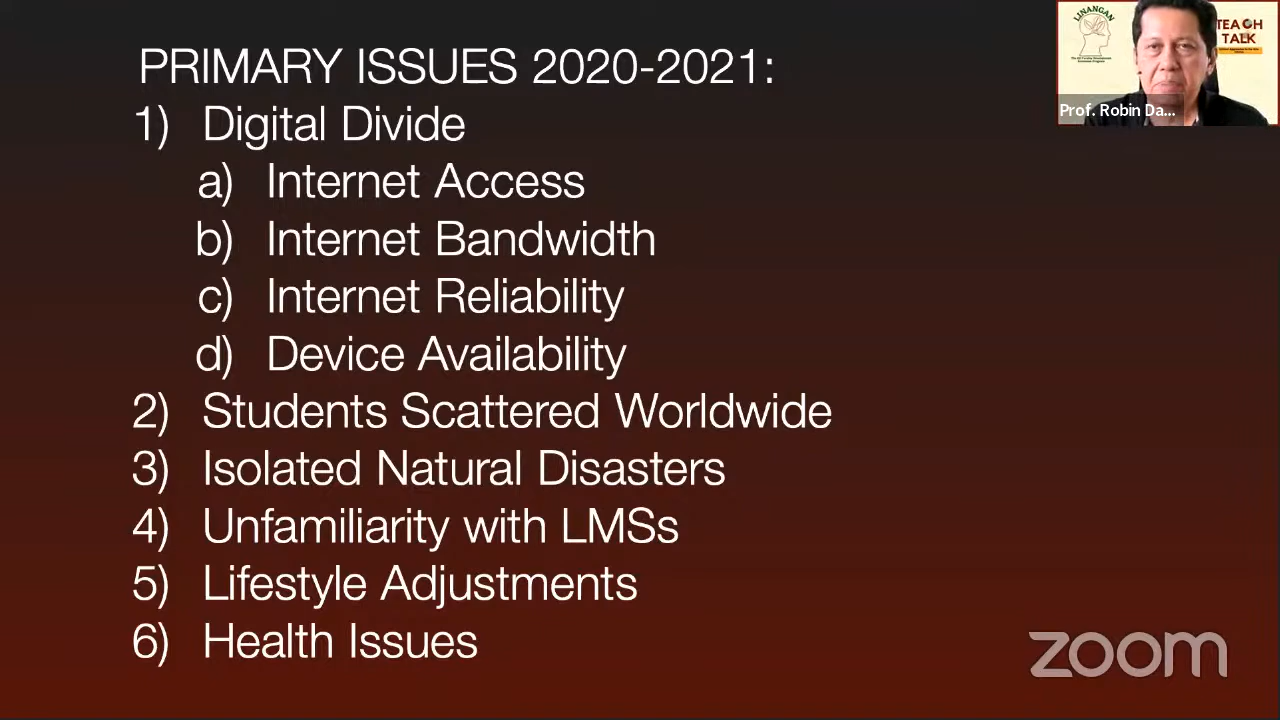 PRIMARY ISSUES 2020-2021:
1) Digital Divide
a) Internet Access
b) Internet Bandwidth
c) Internet Reliability
d) Device Availability
2) Students Scattered Worldwide
3) Isolated Natural Disasters
4) Unfamiliarity with LMSs
5) Lifestyle Adjustments
6) Health Issues
LINANGAN
TEACH
TALK
Prof. Robin Da...
zoom